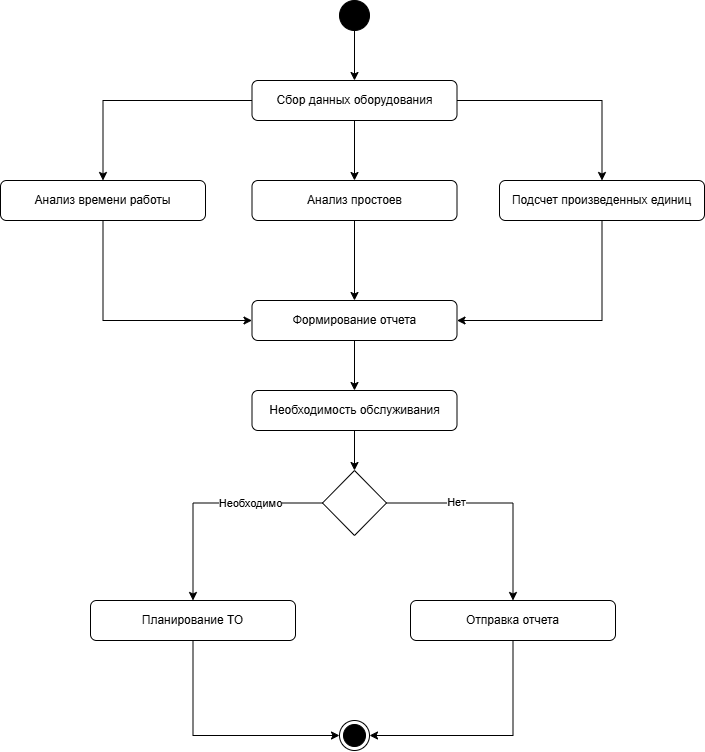 Сбор данных оборудования
Анализ времени работы
Анализ простоев
Подсчет произведенных единиц
Формирование отчета
Необходимость обслуживания
Необходимо
Нет
Планирование ТО
Отправка отчета